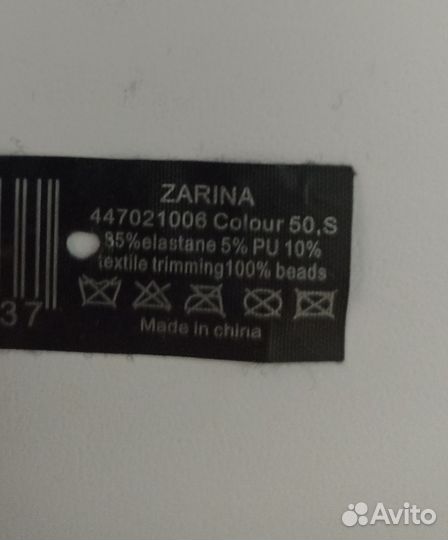 ZARINA
447021006 Colour 50,S
85%elastane 5% PU 10%
textile trimming100% beads
37
Made in china
Avito